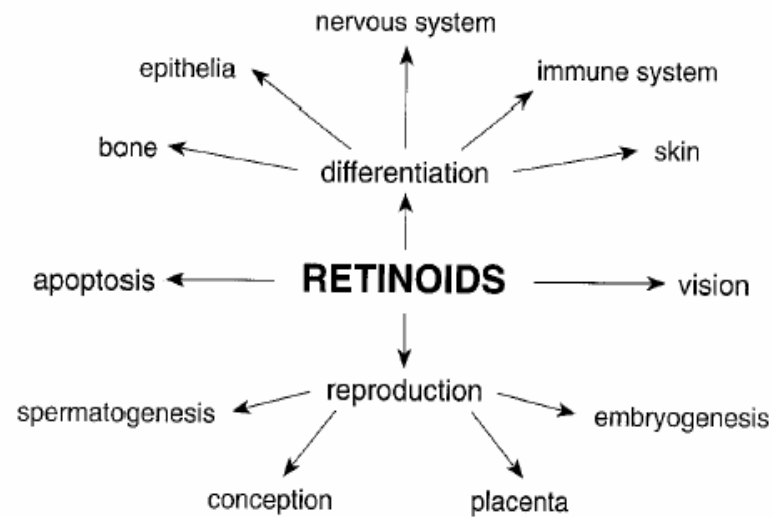 nervous system
epithelia
immune system
bone
differentiation
skin
apoptosis
RETINOIDS
vision
reproduction
spermatogenesis
embryogenesis
conception
placenta